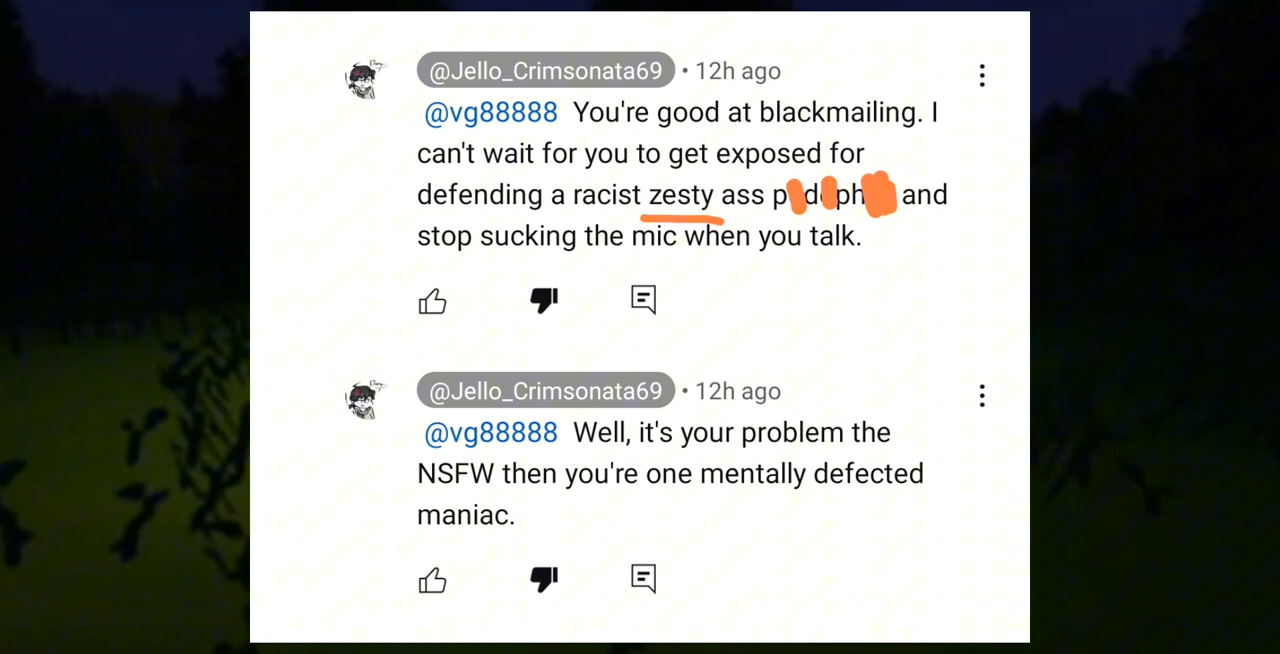 @Jello_Crimsonata69 • 12h ago
@vg88888 You're good at blackmailing. I
can't wait for you to get exposed for
defending a racist zesty ass and
stop sucking the mic when you talk.
@Jello_Crimsonata69 • 12h ago
@vg88888 Well, it's your problem the
NSFW then you're one mentally defected
maniac.